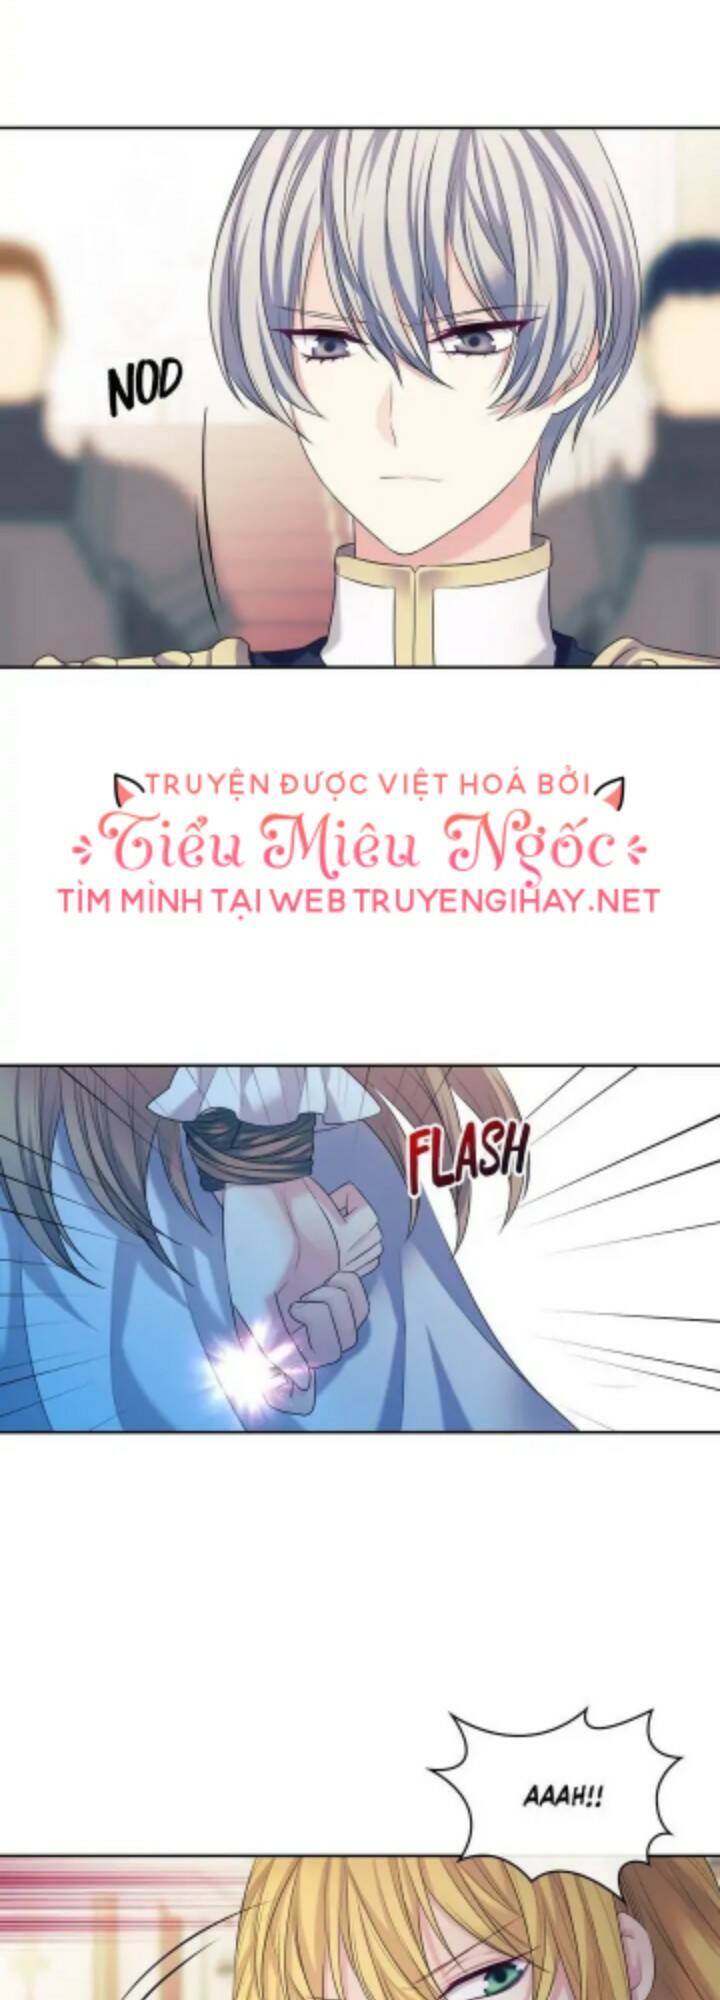 NOD
TRUYỆN ĐƯỢC VIỆT HOÁ BỞI
Tiểu Miêu Ngốc
TÌM MÌNH TẠI WEB TRUYENGIHAY.NET
FLASH
AAAH!!